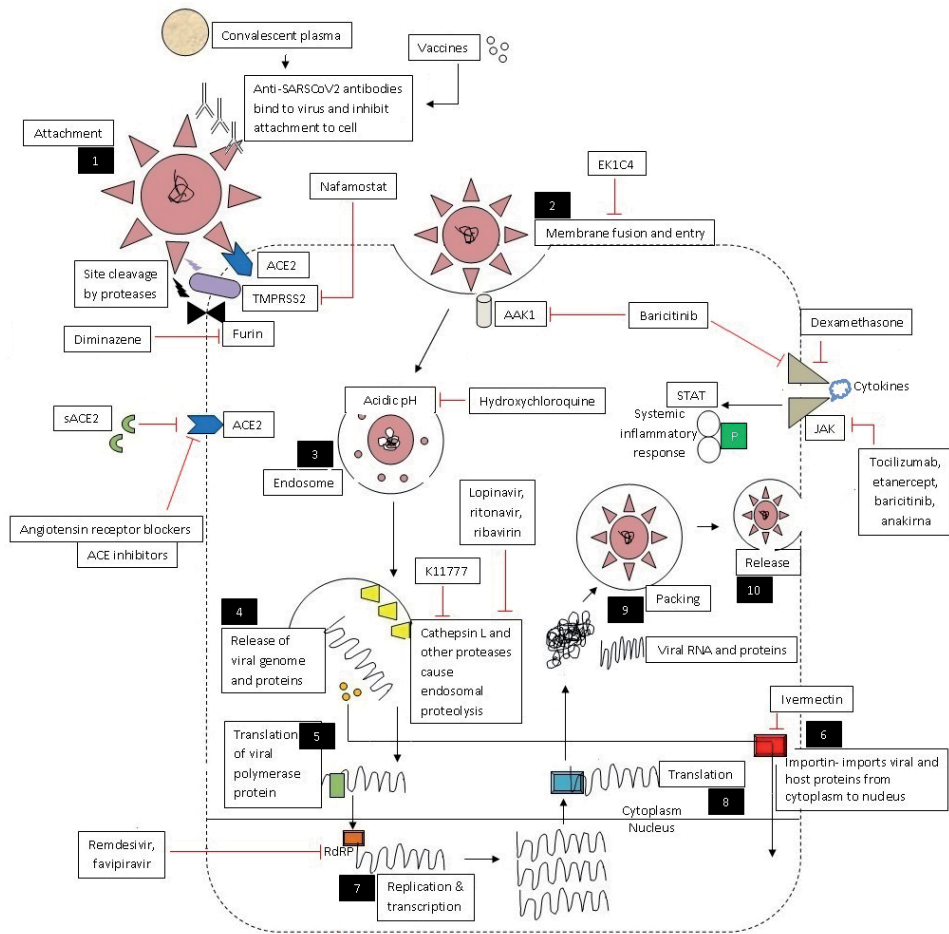 Convalescent plasma
Vaccines
Anti-SARSCoV2 antibodies
bind to virus and inhibit
attachment to cell
Attachment
1
EK1C4
Nafamostat
2
Membrane fusion and entry
ACE2
Site cleavage
by proteases
TMPRSS2
AAK1
Baricitinib
Dexamethasone
Diminazene
Furin
Cytokines
STAT
Acidic pH
Hydroxychloroquine
sACE2
ACE2
Systemic
inflammatory
response
P
JAK
3
Endosome
Tocilizumab,
etanercept,
baricitinib,
anakirna
Lopinavir,
ritonavir,
ribavirin
Angiotensin receptor blockers
ACE inhibitors
K11777
Release
10
9
Packing
4
Release of
viral genome
and proteins
Cathepsin L and
other proteases
cause
endosomal
proteolysis
Viral RNA and proteins
Ivermectin
5
Translation
of viral
polymerase
protein
6
Importin- imports viral and
host proteins from
cytoplasm to nudeus
Translation
8
Cytoplasm
Nucleus
Remdesivir,
favipiravir
RdRP
7
Replication &
transcription